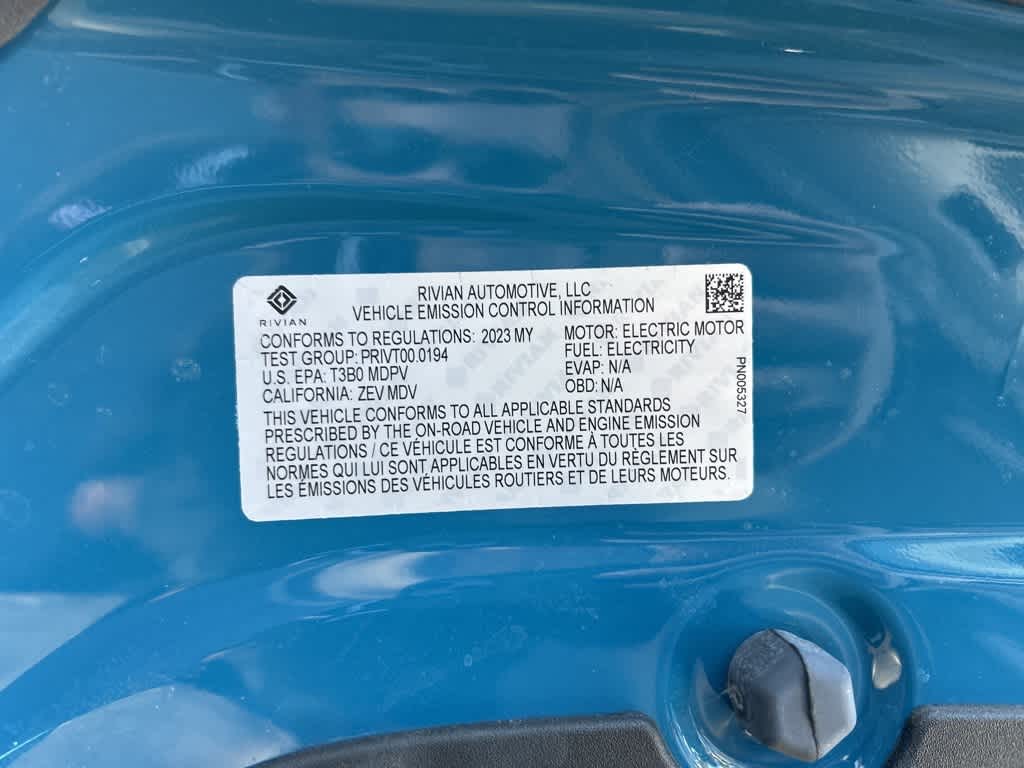 RIVIAN
RIVIAN AUTOMOTIVE, LLC
VEHICLE EMISSION CONTROL INFORMATION
CONFORMS TO REGULATIONS: 2023 MY
TEST GROUP: PRIVT00.0194
U.S. EPA: T3B0 MDPV
CALIFORNIA: ZEV MDV
MOTOR: ELECTRIC MOTOR
FUEL: ELECTRICITY
EVAP: N/A
OBD: N/A
THIS VEHICLE CONFORMS TO ALL APPLICABLE STANDARDS
PRESCRIBED BY THE ON-ROAD VEHICLE AND ENGINE EMISSION
REGULATIONS / CE VÉHICULE EST CONFORME À TOUTES LES
NORMES QUI LUI SONT APPLICABLES EN VERTU DU RÈGLEMENT SUR
LES ÉMISSIONS DES VÉHICULES ROUTIERS ET DE LEURS MOTEURS.
PN005327